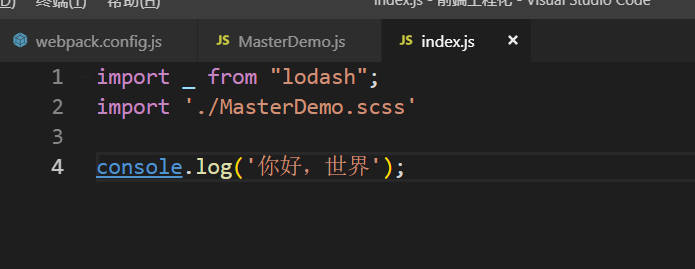 终端(T) 帮助(H) index.js - 前端工程化 - Visual Studio Code
webpack.config.js JS MasterDemo.js JS index.js ×
1 import _ from "lodash";
2 import './MasterDemo.scss'
3
4 console.log('你好，世界');